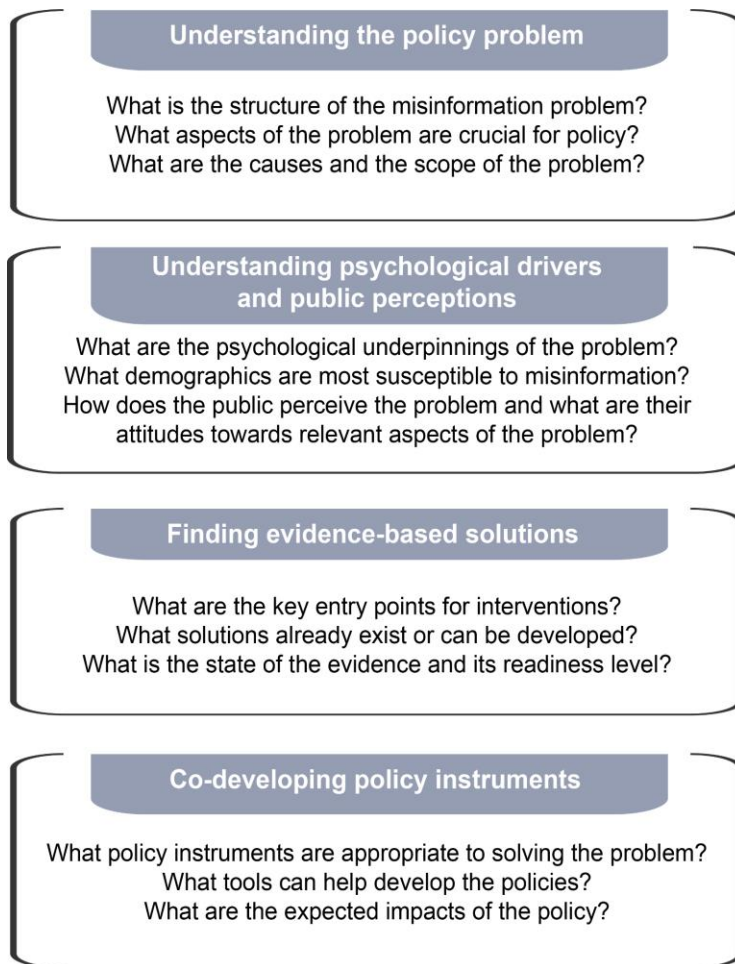 Understanding the policy problem
What is the structure of the misinformation problem?
What aspects of the problem are crucial for policy?
What are the causes and the scope of the problem?
Understanding psychological drivers
and public perceptions
What are the psychological underpinnings of the problem?
What demographics are most susceptible to misinformation?
How does the public perceive the problem and what are their
attitudes towards relevant aspects of the problem?
Finding evidence-based solutions
What are the key entry points for interventions?
What solutions already exist or can be developed?
What is the state of the evidence and its readiness level?
Co-developing policy instruments
What policy instruments are appropriate to solving the problem?
What tools can help develop the policies?
What are the expected impacts of the policy?